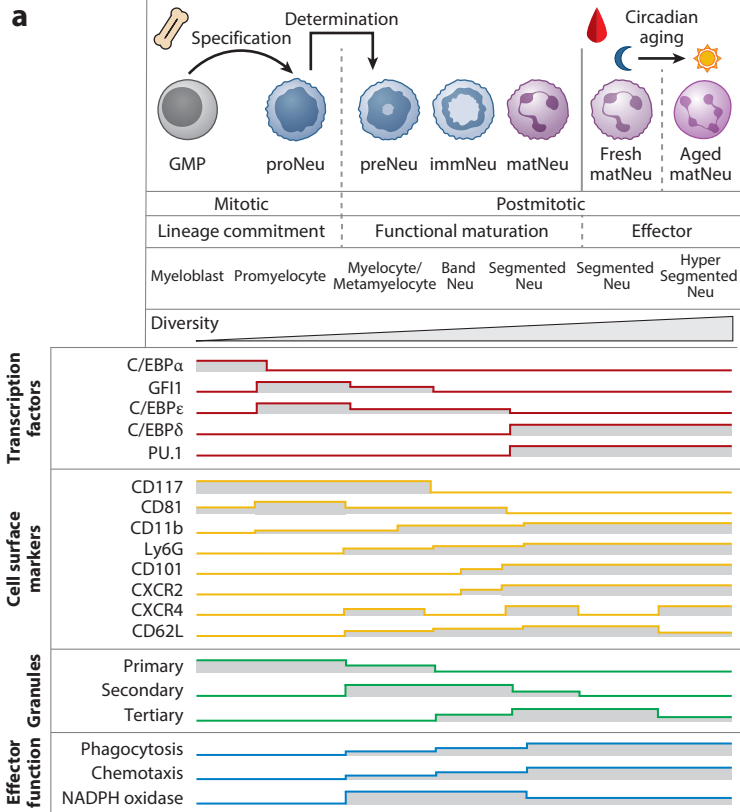 a
Specification
Determination
Circadian
aging
GMP
proNeu
preNeu
immNeu
matNeu
Fresh
matNeu
Aged
matNeu
Mitotic
Postmitotic
Lineage commitment
Functional maturation
Effector
Myeloblast
Promyelocyte
Myelocyte/
Metamyelocyte
Band
Neu
Segmented
Neu
Segmented
Neu
Hyper
Segmented
Neu
Diversity
Transcription
factors
C/EBPα
GFI1
C/EBPε
C/EBPδ
PU.1
Cell surface
markers
CD117
CD81
CD11b
Ly6G
CD101
CXCR2
CXCR4
CD62L
Granules
Primary
Secondary
Tertiary
Effector
function
Phagocytosis
Chemotaxis
NADPH oxidase